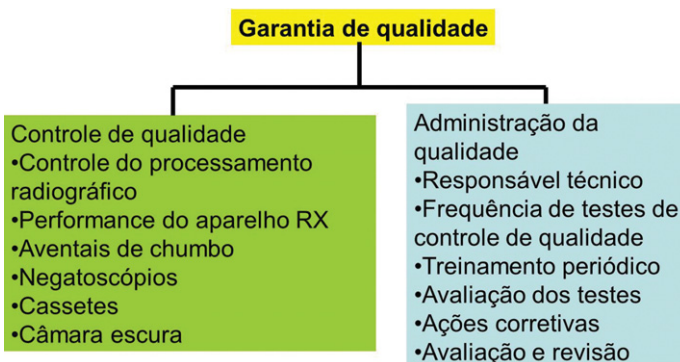 Garantia de qualidade
Controle de qualidade
•Controle do processamento
radiográfico
•Performance do aparelho RX
•Aventais de chumbo
•Negatoscópios
•Cassetes
•Câmara escura
Administração da
qualidade
•Responsável técnico
•Frequência de testes de
controle de qualidade
•Treinamento periódico
•Avaliação dos testes
•Ações corretivas
•Avaliação e revisão